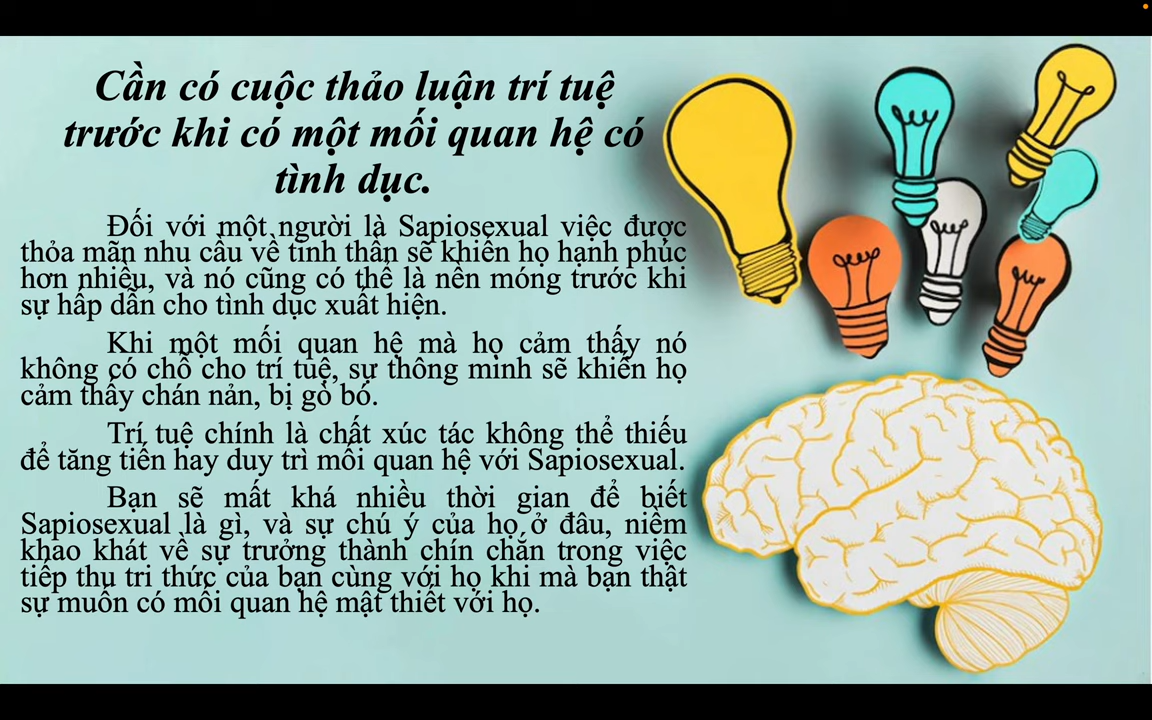 Cần có cuộc thảo luận trí tuệ
trước khi có một mối quan hệ có
tình dục.
Đối với một người là Sapiosexual việc được
thỏa mãn nhu cầu về tinh thần sẽ khiến họ hạnh phúc
hơn nhiều, và nó cũng có thể là nền móng trước khi
sự hấp dẫn cho tình dục xuất hiện.
Khi một mối quan hệ mà họ cảm thấy nó
không có chỗ cho trí tuệ, sự thông minh sẽ khiến họ
cảm thấy chán nản, bị gò bó.
Trí tuệ chính là chất xúc tác không thể thiếu
để tăng tiến hay duy trì mối quan hệ với Sapiosexual.
Bạn sẽ mất khá nhiều thời gian để biết
Sapiosexual là gì, và sự chú ý của họ ở đâu, niềm
khao khát về sự trưởng thành chín chắn trong việc
tiếp thu tri thức của bạn cùng với họ khi mà bạn thật
sự muốn có mối quan hệ mật thiết với họ.